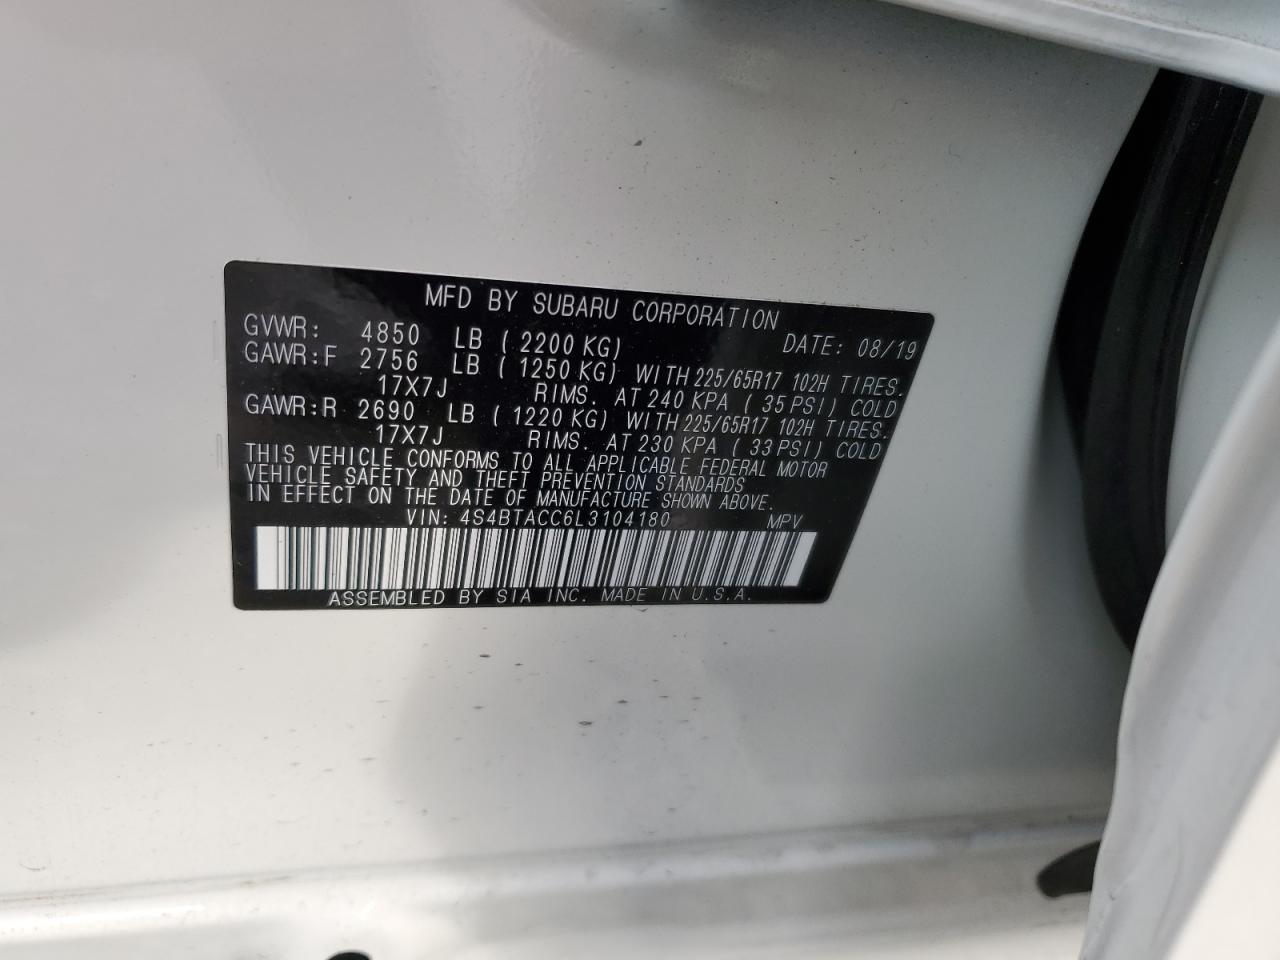 MFD BY SUBARU CORPORATION
GVWR: 4850 LB (2200 KG) DATE: 08/19
GAWR:F 2756 LB (1250 KG) WITH 225/65R17 102H TIRES.
17X7J RIMS. AT 240 KPA (35 PSI) COLD
GAWR:R 2690 LB (1220 KG) WITH 225/65R17 102H TIRES.
17X7J RIMS. AT 230 KPA (33 PSI) COLD
THIS VEHICLE CONFORMS TO ALL APPLICABLE FEDERAL MOTOR
VEHICLE SAFETY AND THEFT PREVENTION STANDARDS
IN EFFECT ON THE DATE OF MANUFACTURE SHOWN ABOVE.
VIN: 4S4BTACC6L3104180 MPV
ASSEMBLED BY SIA INC. MADE IN U.S.A.